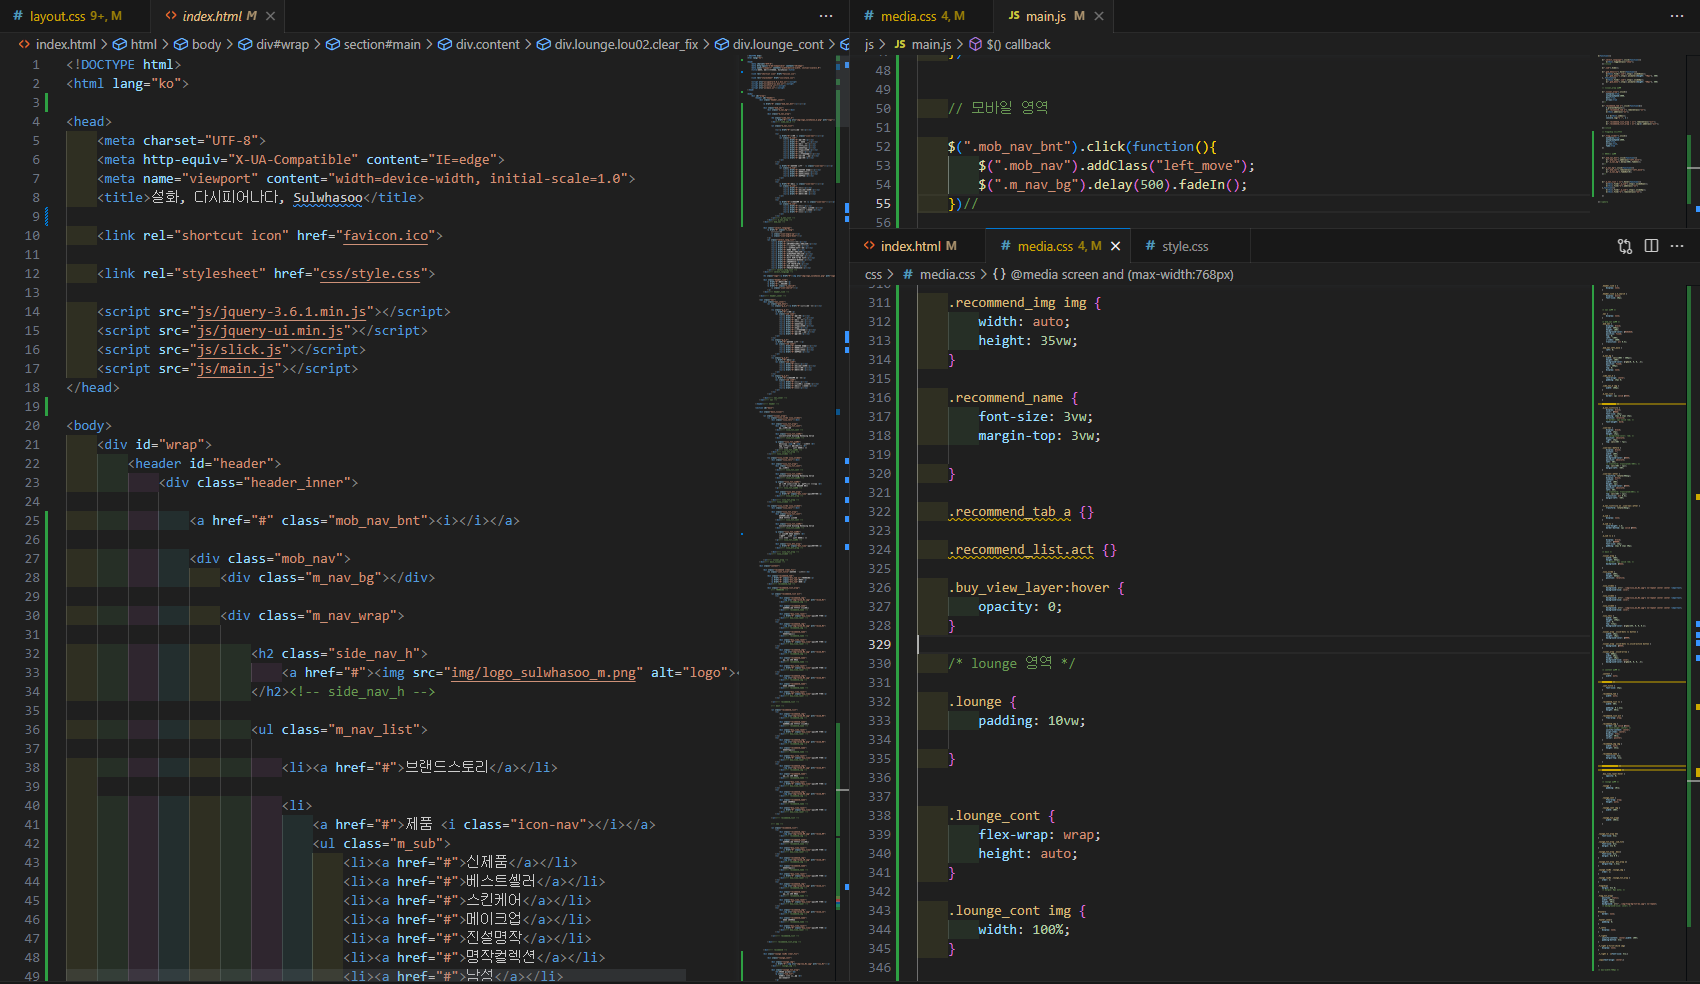 # layout.css 9+, M
<> index.html M ×
···
<> index.html > html > body > div#wrap > section#main > div.content > div.lounge.lou02.clear_fix > div.lounge_cont >
1 <!DOCTYPE html>
2 <html lang="ko">
3
4 <head>
5 <meta charset="UTF-8">
6 <meta http-equiv="X-UA-Compatible" content="IE=edge">
7 <meta name="viewport" content="width=device-width, initial-scale=1.0">
8 <title>설화, 다시피어나다, Sulwhasoo</title>
9
10 <link rel="shortcut icon" href="favicon.ico">
11
12 <link rel="stylesheet" href="css/style.css">
13
14 <script src="js/jquery-3.6.1.min.js"></script>
15 <script src="js/jquery-ui.min.js"></script>
16 <script src="js/slick.js"></script>
17 <script src="js/main.js"></script>
18 </head>
19
20 <body>
21 <div id="wrap">
22 <header id="header">
23 <div class="header_inner">
24
25 <a href="#" class="mob_nav_bnt"><i></i></a>
26
27 <div class="mob_nav">
28 <div class="m_nav_bg"></div>
29
30 <div class="m_nav_wrap">
31
32 <h2 class="side_nav_h">
33 <a href="#"><img src="img/logo_sulwhasoo_m.png" alt="logo"><
34 </h2><!-- side_nav_h -->
35
36 <ul class="m_nav_list">
37
38 <li><a href="#">브랜드스토리</a></li>
39
40 <li>
41 <a href="#">제품 <i class="icon-nav"></i></a>
42 <ul class="m_sub">
43 <li><a href="#">신제품</a></li>
44 <li><a href="#">베스트셀러</a></li>
45 <li><a href="#">스킨케어</a></li>
46 <li><a href="#">메이크업</a></li>
47 <li><a href="#">진설명작</a></li>
48 <li><a href="#">명작컬렉션</a></li>
49 <li><a href="#">남성</a></li>
# media.css 4, M
JS main.js M ×
···
js > JS main.js > $() callback
})
48
49
50 // 모바일 영역
51
52 $(".mob_nav_bnt").click(function(){
53 $(".mob_nav").addClass("left_move");
54 $(".m_nav_bg").delay(500).fadeIn();
55 })//
56
<> index.html M
# media.css 4, M ×
# style.css
···
css > # media.css > {} @media screen and (max-width:768px)
310
311 .recommend_img img {
312 width: auto;
313 height: 35vw;
314 }
315
316 .recommend_name {
317 font-size: 3vw;
318 margin-top: 3vw;
319
320 }
321
322 .recommend_tab a {}
323
324 .recommend_list.act {}
325
326 .buy_view_layer:hover {
327 opacity: 0;
328 }
329
330 /* lounge 영역 */
331
332 .lounge {
333 padding: 10vw;
334
335 }
336
337
338 .lounge_cont {
339 flex-wrap: wrap;
340 height: auto;
341 }
342
343 .lounge_cont img {
344 width: 100%;
345 }
346